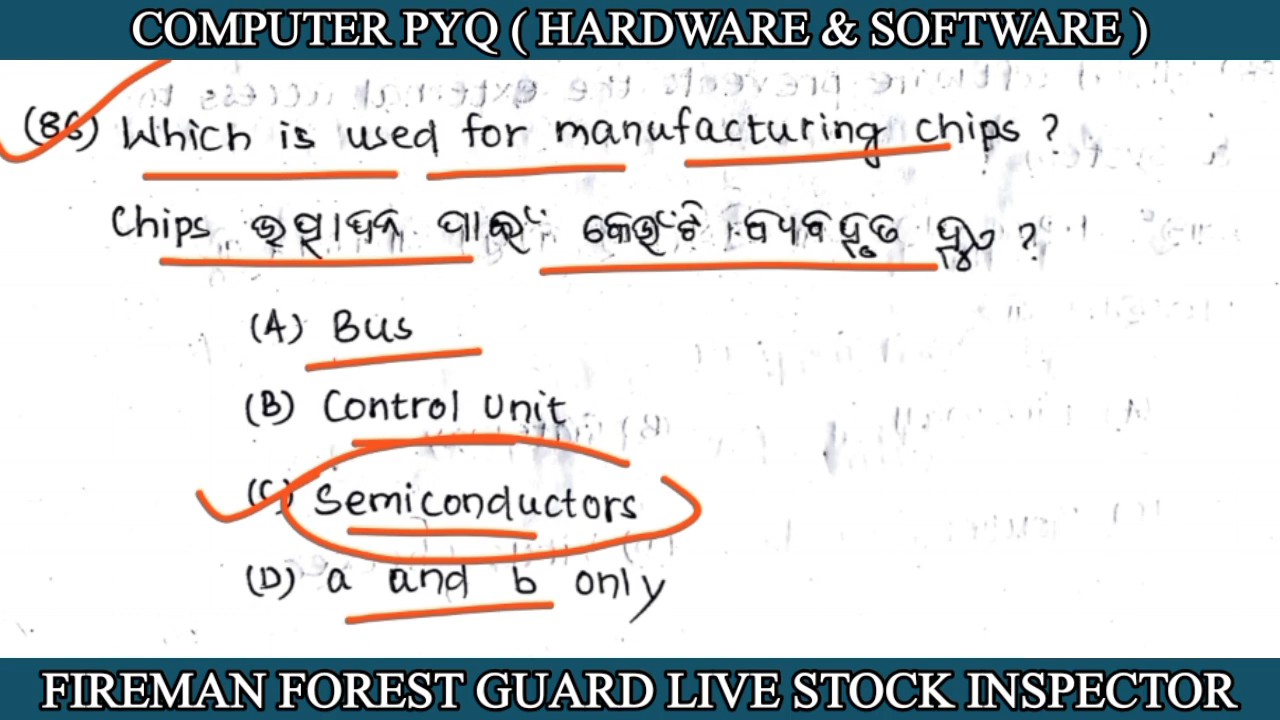 COMPUTER PYQ ( HARDWARE & SOFTWARE )
(86) Which is used for manufacturing chips ?
Chips ଉତ୍ପାଦନ ପାଇଁ କେଉଁଟି ବ୍ୟବହୃତ ହୁଏ ?
(A) Bus
(B) Control Unit
(C) Semiconductors
(D) a and b only
FIREMAN FOREST GUARD LIVE STOCK INSPECTOR